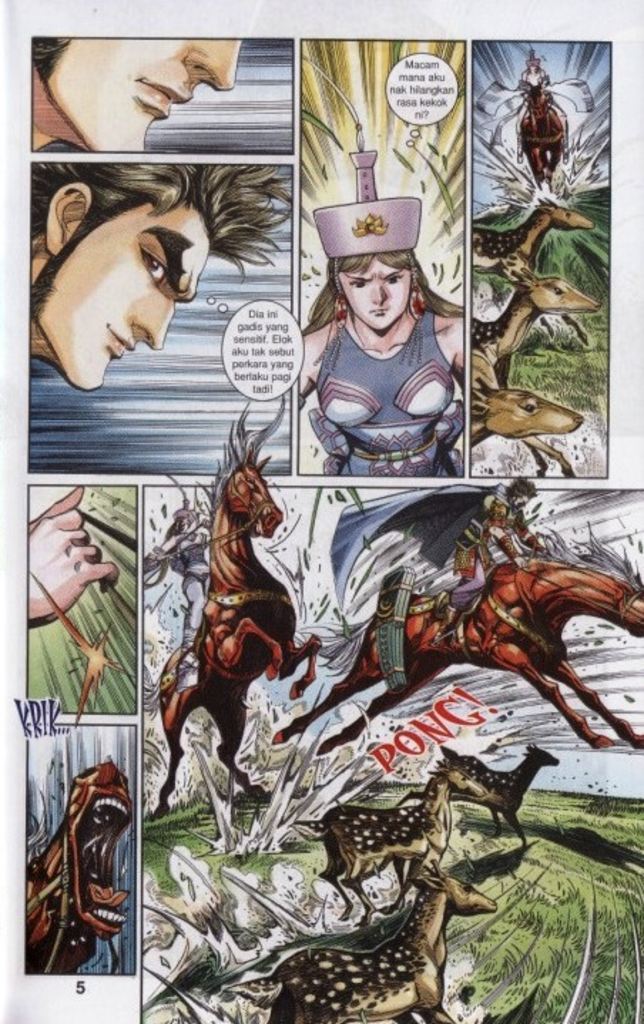 Macam
mana aku
nak hilangkan
rasa kekok
ni?
Dia ini
gadis yang
sensitif. Elok
aku tak sebut
perkara yang
berlaku pagi
tadi!
KRIK...
PONG!
5